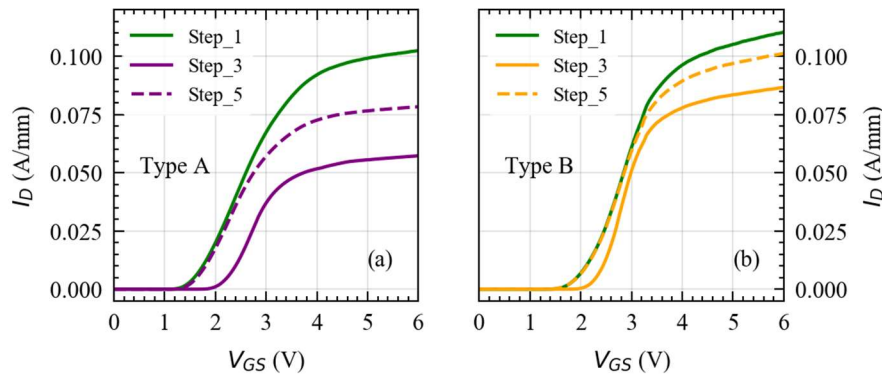 I_D (A/mm)
0.100
0.075
0.050
0.025
0.000
Step_1
Step_3
Step_5
Type A
(a)
0 1 2 3 4 5 6
V_GS (V)
Step_1
Step_3
Step_5
Type B
(b)
0 1 2 3 4 5 6
V_GS (V)
0.100
0.075
0.050
0.025
0.000
I_D (A/mm)